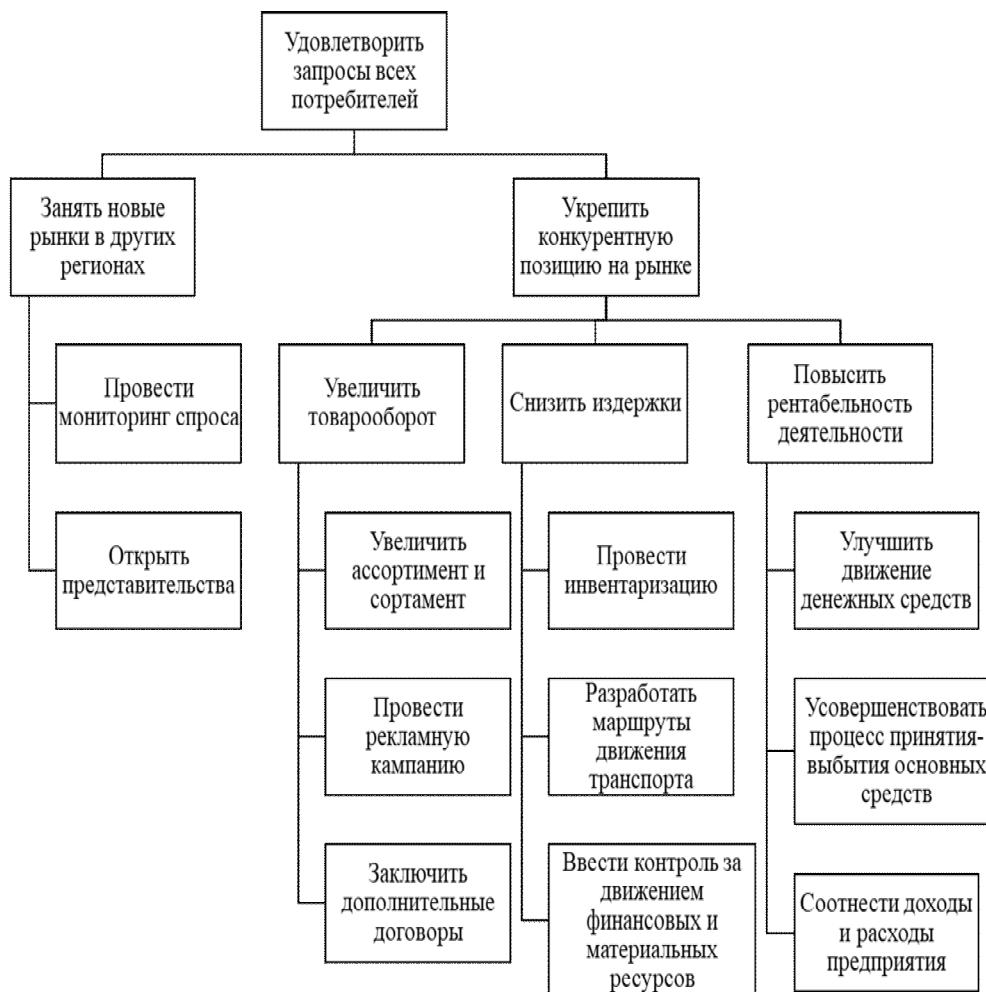 Удовлетворить
запросы всех
потребителей
Занять новые
рынки в других
регионах
Укрепить
конкурентную
позицию на рынке
Провести
мониторинг спроса
Открыть
представительства
Увеличить
товарооборот
Снизить издержки
Повысить
рентабельность
деятельности
Увеличить
ассортимент и
сортамент
Провести
рекламную
кампанию
Заключить
дополнительные
договоры
Провести
инвентаризацию
Разработать
маршруты
движения
транспорта
Ввести контроль за
движением
финансовых и
материальных
ресурсов
Улучшить
движение
денежных средств
Усовершенствовать
процесс принятия-
выбытия основных
средств
Соотнести доходы
и расходы
предприятия